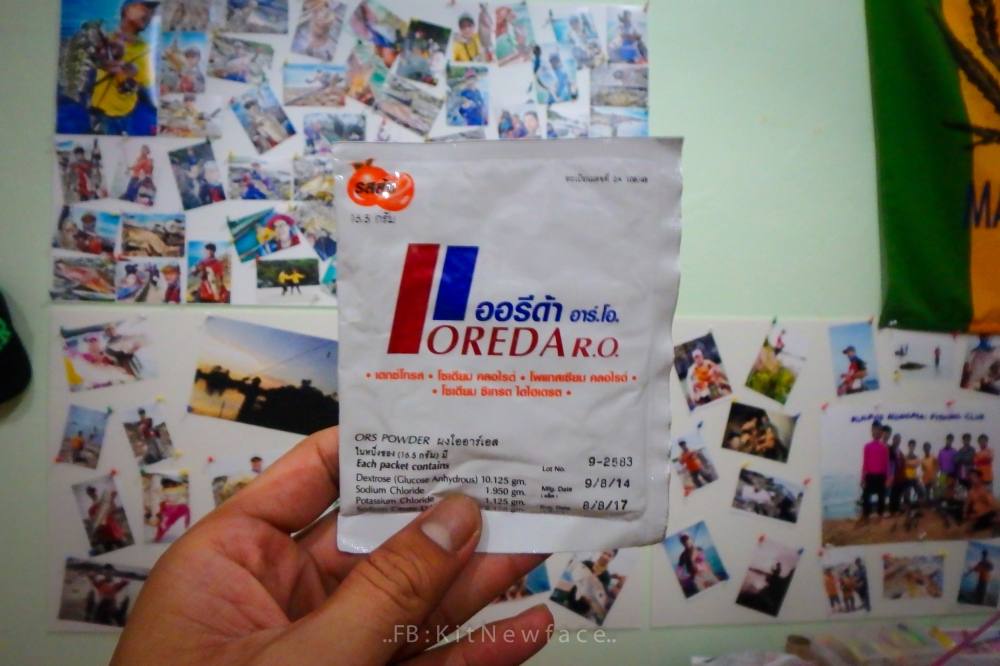 รสส้ม
16.5 กรัม
ทะเบียนยาเลขที่ 2A
ออรีด้า อาร์.โอ.
OREDA R.O.
• เดกซ์โทรส • โซเดียม คลอไรด์ • โพแทสเซียม คลอไรด์ •
• โซเดียม ซิเทรต ไดไฮเดรต •
ORS POWDER ผงโออาร์เอส
ในหนึ่งซอง (16.5 กรัม) มี
Each packet contains
Dextrose (Glucose Anhydrous) 10.125 gm.
Sodium Chloride 1.950 gm.
Potassium Chloride 1.125 gm.
Lot No. 9-2583
Mfg. Date 9/8/14
8/8/17
MA
FISHING CLUB
..FB:KitNewface..